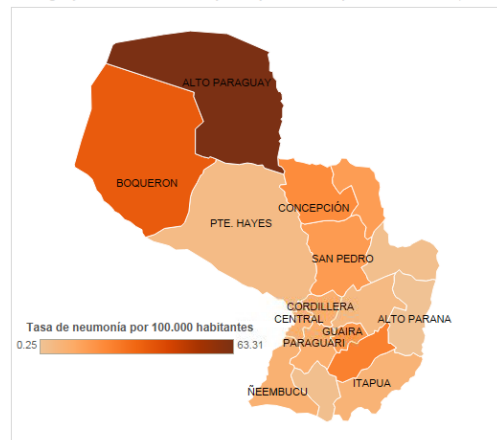 ALTO PARAGUAY
BOQUERON
CONCEPCIÓN
PTE. HAYES
SAN PEDRO
CORDILLERA
CENTRAL
ALTO PARANA
Tasa de neumonía por 100.000 habitantes
GUAIRA
0.25
63.31
PARAGUARI
ITAPUA
ÑEEMBUCU